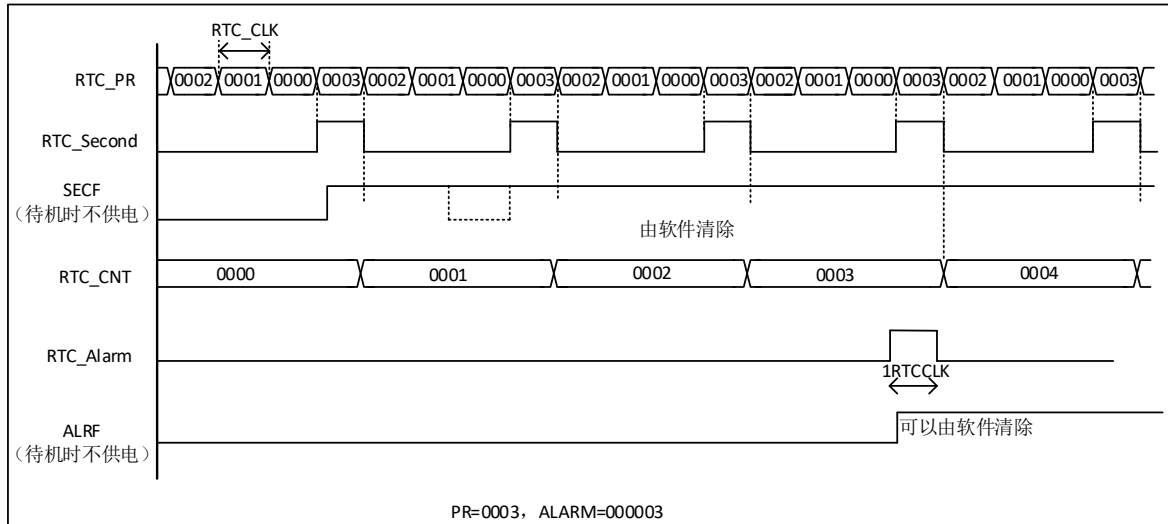 RTC_CLK
RTC_PR 0002 0001 0000 0003 0002 0001 0000 0003 0002 0001 0000 0003 0002 0001 0000 0003 0002 0001 0000 0003
RTC_Second
SECF
（待机时不供电）
由软件清除
RTC_CNT 0000 0001 0002 0003 0004
RTC_Alarm
1RTCCLK
ALRF
可以由软件清除
（待机时不供电）
PR=0003，ALARM=000003